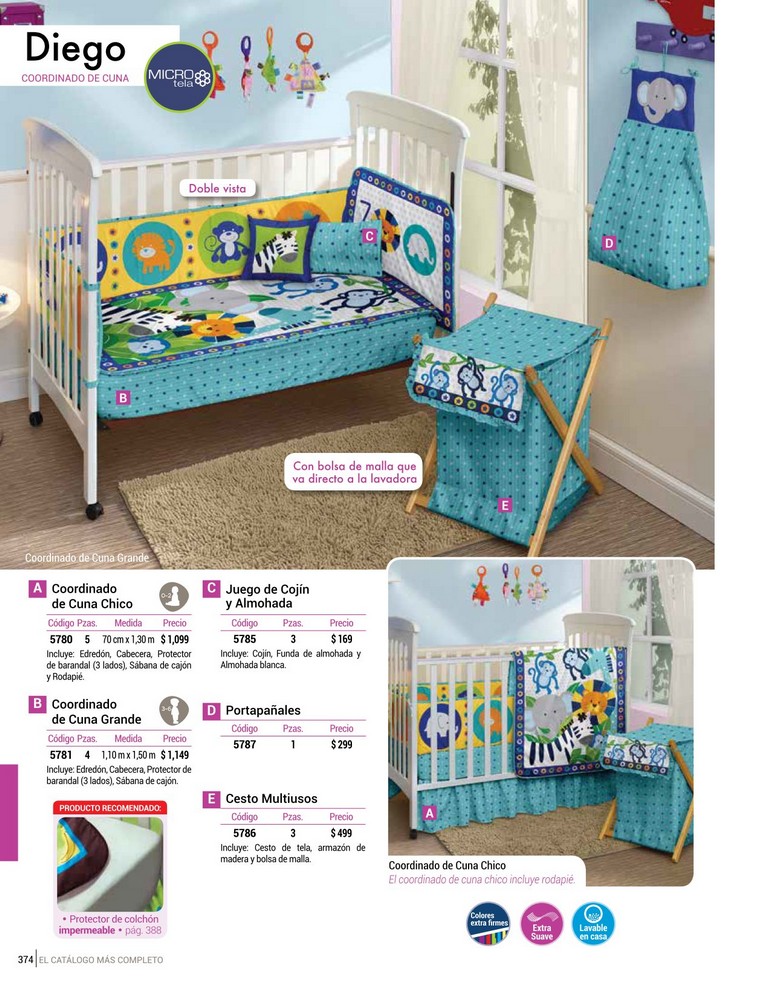 Diego
COORDINADO DE CUNA
MICRO
tela
Doble vista
C
D
B
Con bolsa de malla que
va directo a la lavadora
E
Coordinado de Cuna Grande
A Coordinado
de Cuna Chico
0-2
Código Pzas. Medida Precio
5780 5 70 cm x 1,30 m $ 1,099
Incluye: Edredón, Cabecera, Protector
de barandal (3 lados), Sábana de cajón
y Rodapié.
B Coordinado
de Cuna Grande
3-6
Código Pzas. Medida Precio
5781 4 1,10 m x 1,50 m $ 1,149
Incluye: Edredón, Cabecera, Protector de
barandal (3 lados), Sábana de cajón.
PRODUCTO RECOMENDADO:
• Protector de colchón
impermeable • pág. 388
C Juego de Cojín
y Almohada
Código Pzas. Precio
5785 3 $ 169
Incluye: Cojín, Funda de almohada y
Almohada blanca.
D Portapañales
Código Pzas. Precio
5787 1 $ 299
E Cesto Multiusos
Código Pzas. Precio
5786 3 $ 499
Incluye: Cesto de tela, armazón de
madera y bolsa de malla.
A
Coordinado de Cuna Chico
El coordinado de cuna chico incluye rodapié.
Colores
extra firmes
Extra
Suave
Lavable
en casa
374 EL CATÁLOGO MÁS COMPLETO